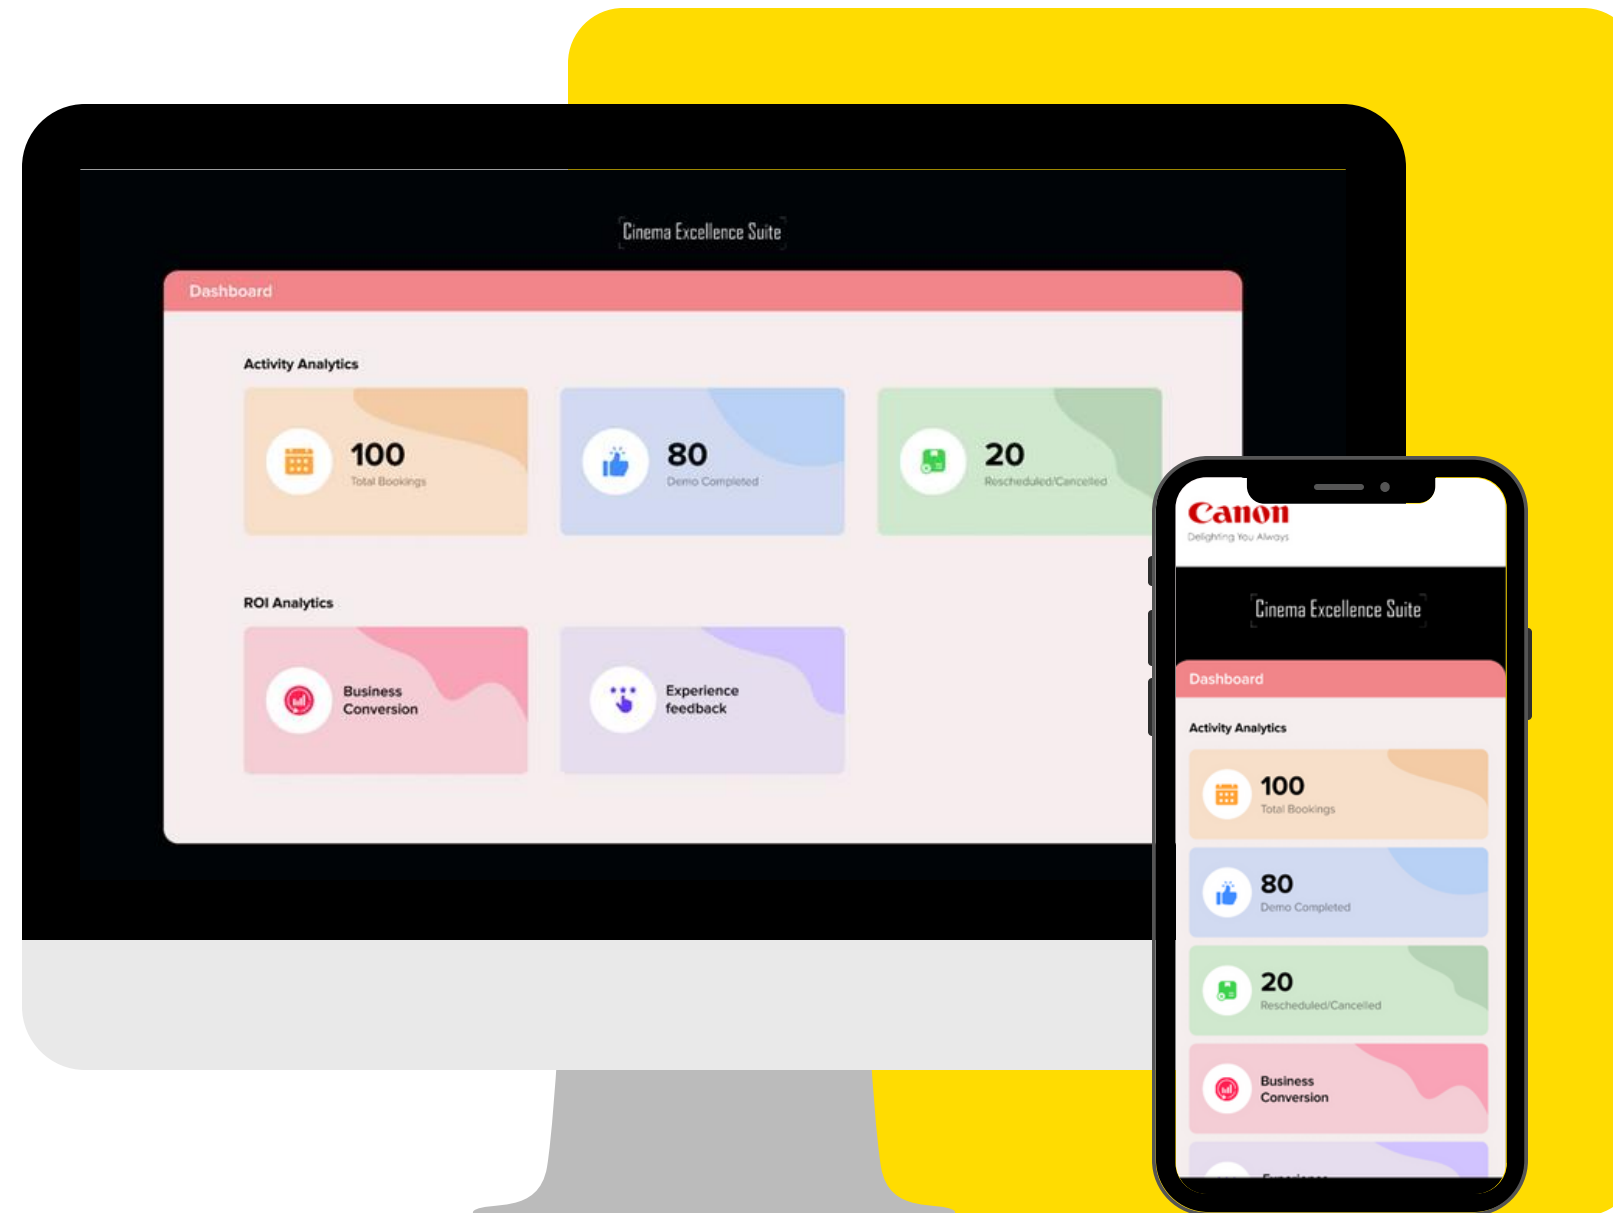 Cinema Excellence Suite
Dashboard
Activity Analytics
100
Total Bookings
80
Demo Completed
20
Rescheduled/Cancelled
ROI Analytics
Business
Conversion
Experience
feedback
Canon
Delighting You Always
Cinema Excellence Suite
Dashboard
Activity Analytics
100
Total Bookings
80
Demo Completed
20
Rescheduled/Cancelled
Business
Conversion